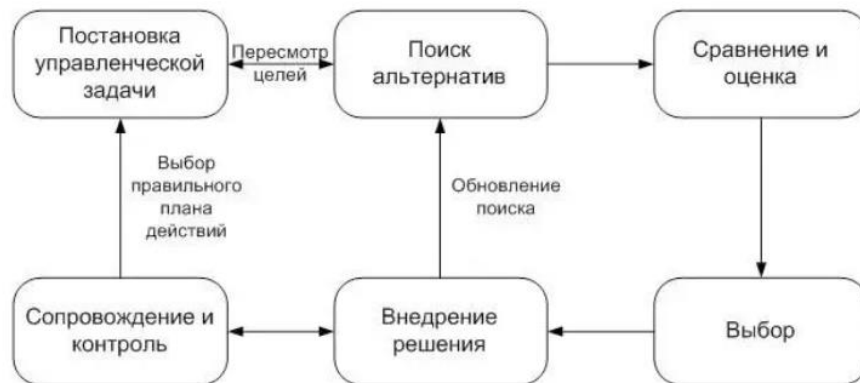 Постановка
управленческой
задачи
Пересмотр
целей
Поиск
альтернатив
Сравнение и
оценка
Выбор
правильного
плана
действий
Обновление
поиска
Сопровождение и
контроль
Внедрение
решения
Выбор